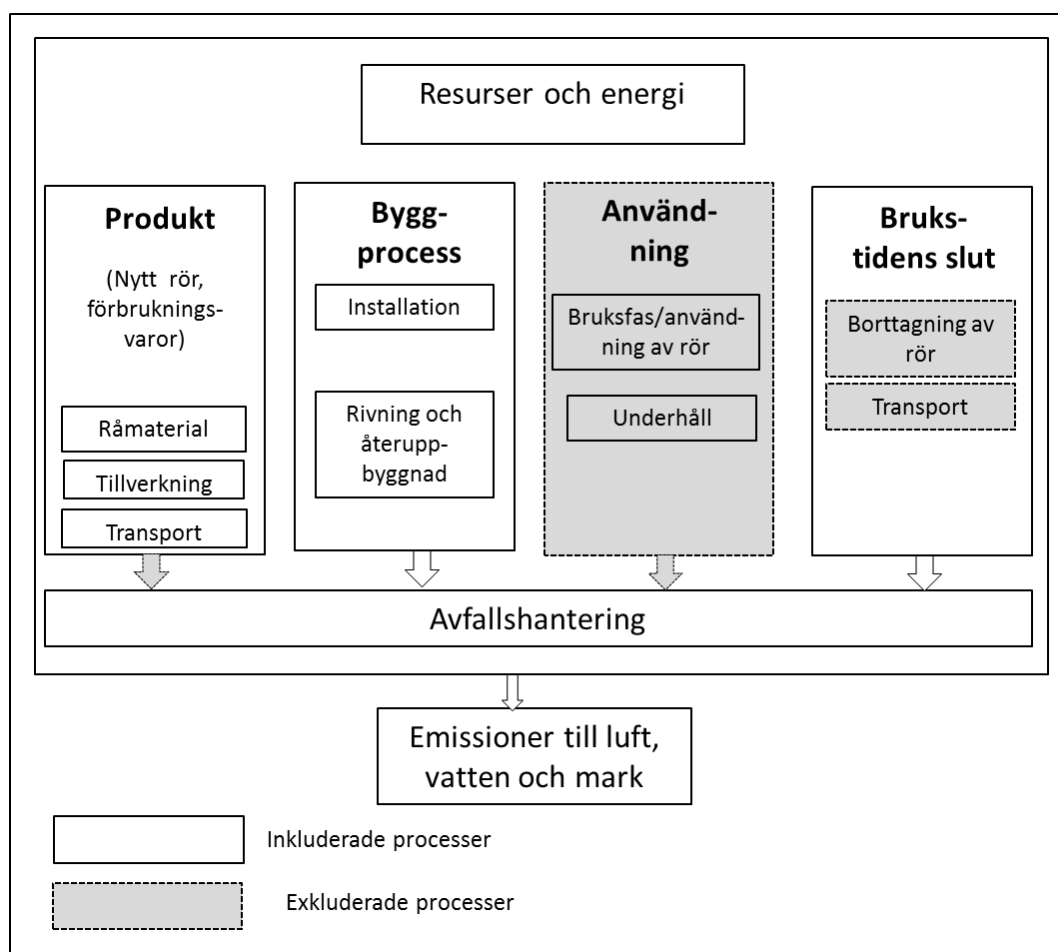 Resurser och energi
Produkt
(Nytt rör,
förbruknings-
varor)
Råmaterial
Tillverkning
Transport
Bygg-
process
Installation
Rivning och
återupp-
byggnad
Använd-
ning
Bruksfas/använd-
ning av rör
Underhåll
Bruks-
tidens slut
Borttagning av
rör
Transport
Avfallshantering
Emissioner till luft,
vatten och mark
Inkluderade processer
Exkluderade processer